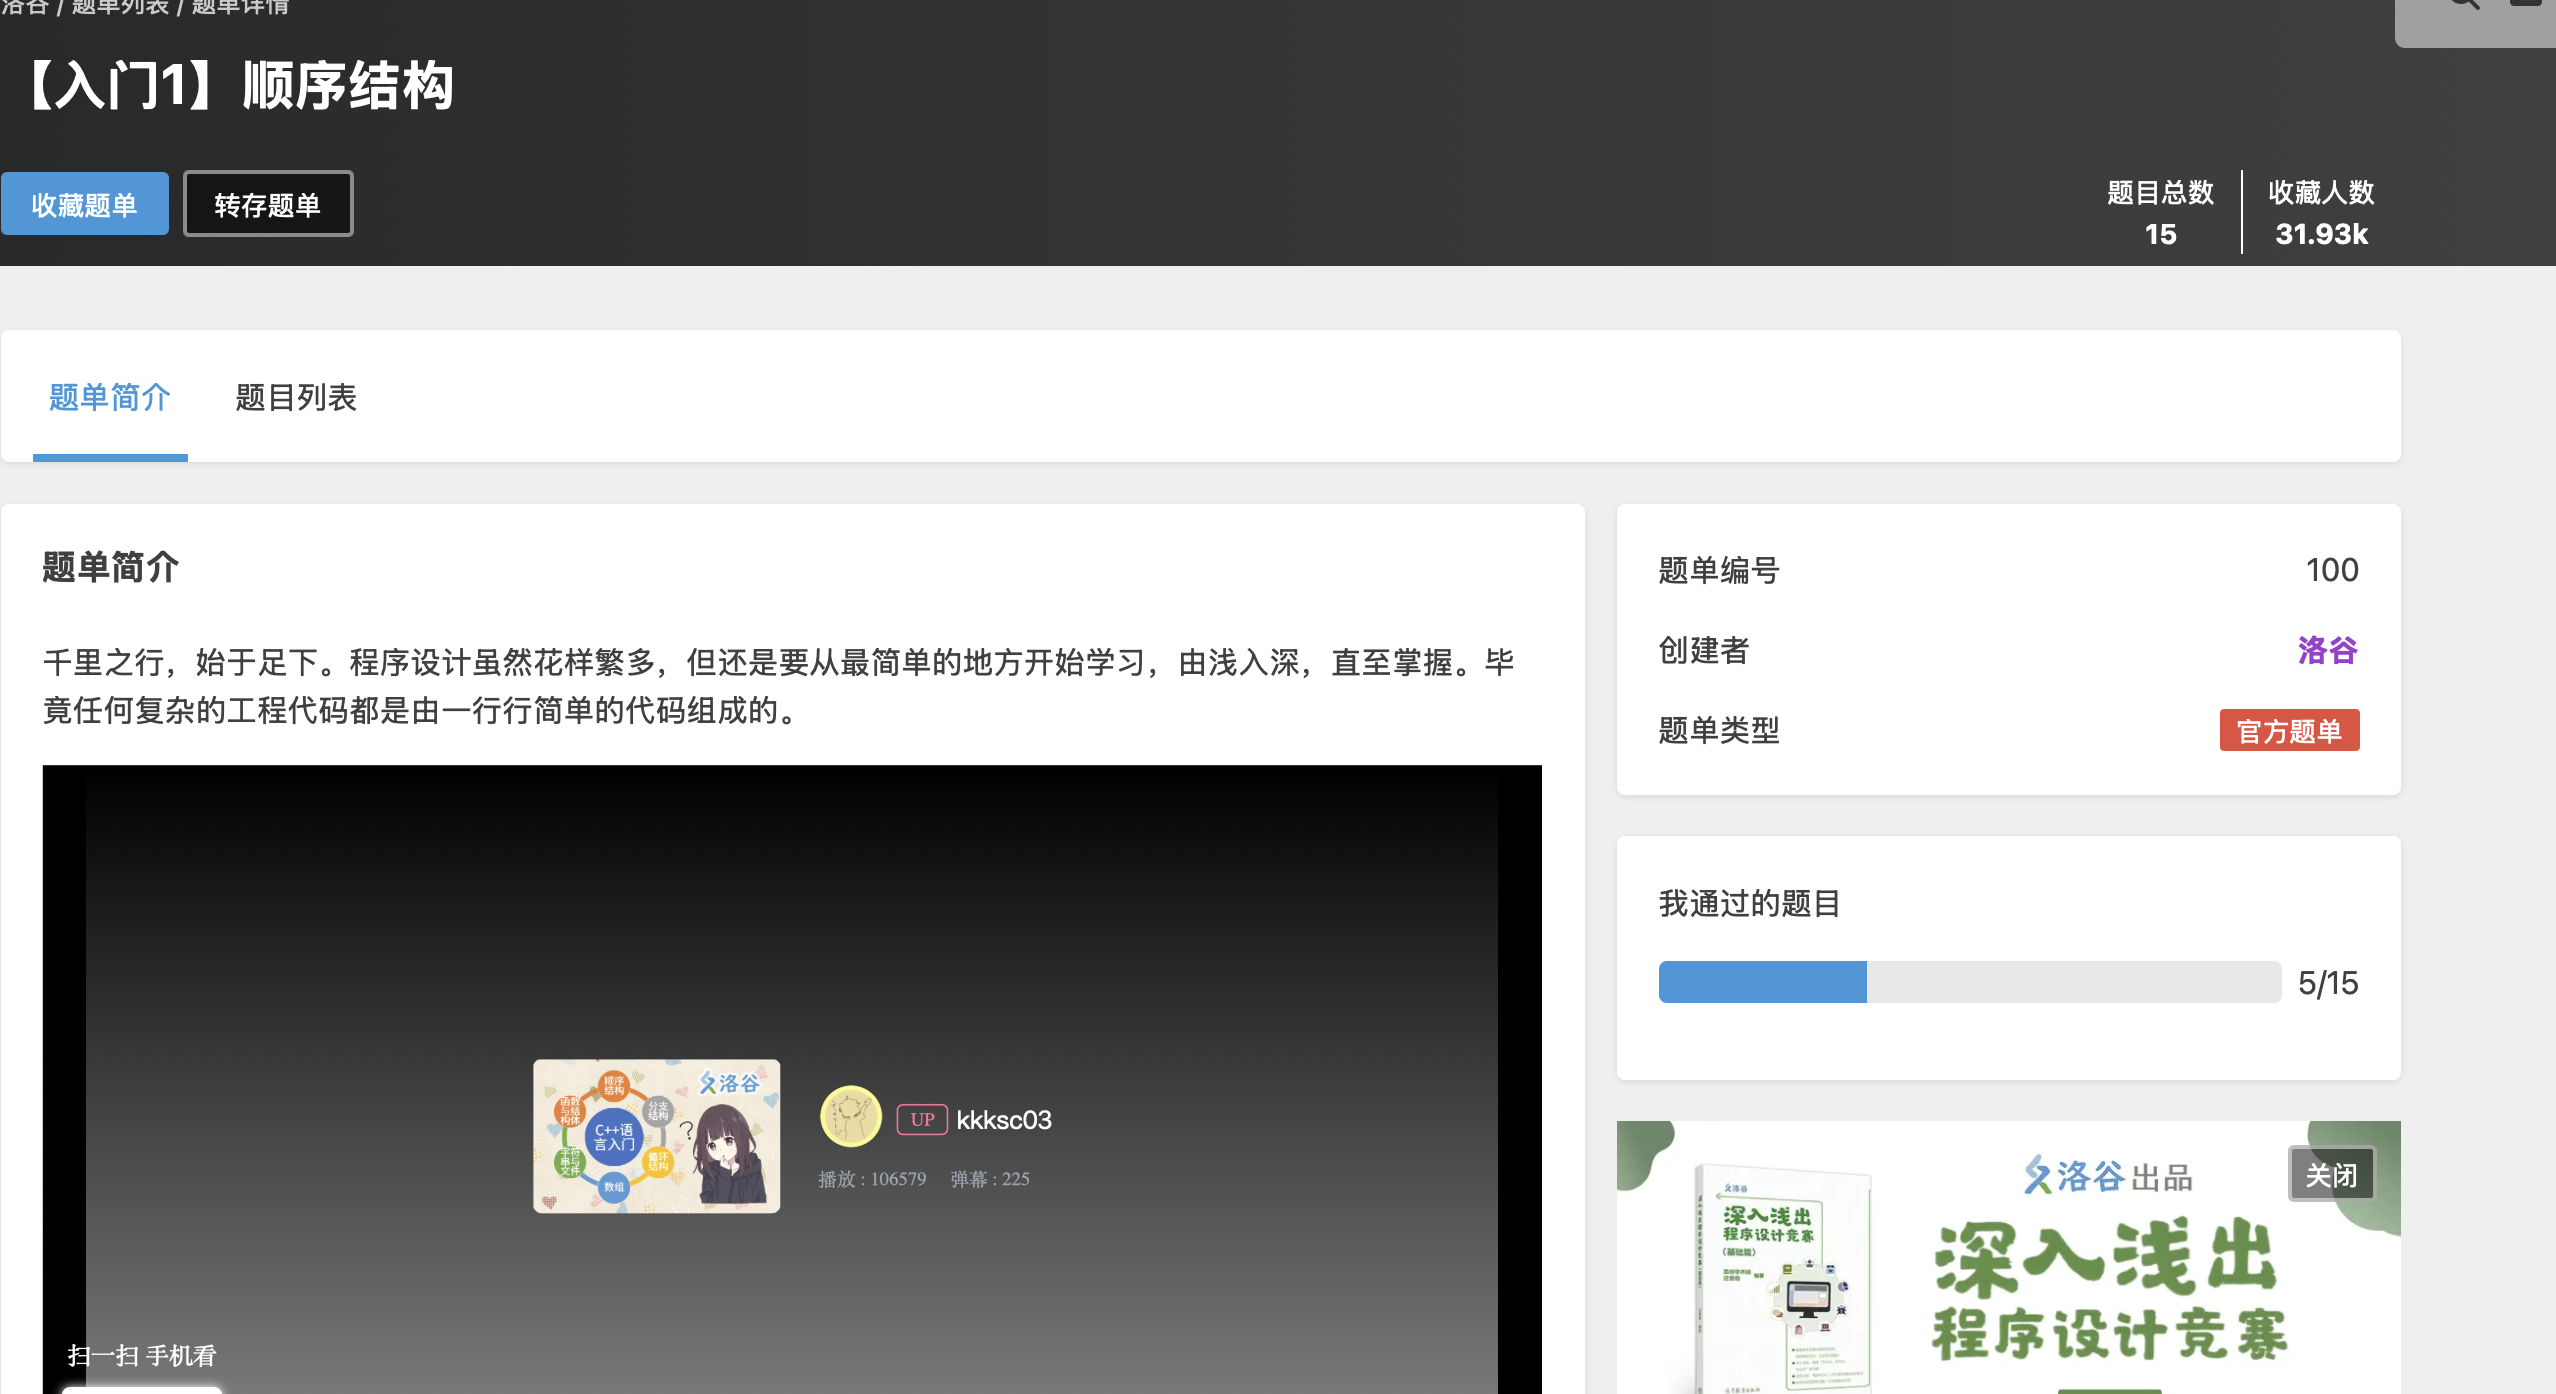 洛谷 / 题单列表 / 题单详情
【入门1】顺序结构
收藏题单
转存题单
题目总数
15
收藏人数
31.93k
题单简介
题目列表
题单简介
千里之行，始于足下。程序设计虽然花样繁多，但还是要从最简单的地方开始学习，由浅入深，直至掌握。毕
竟任何复杂的工程代码都是由一行行简单的代码组成的。
洛谷
顺序
结构
分支
结构
循环
结构
数组
字符
串与
文件
函数
与结
构体
C++语
言入门
?
UP kkksc03
播放 : 106579 弹幕 : 225
扫一扫 手机看
题单编号 100
创建者 洛谷
题单类型 官方题单
我通过的题目
5/15
洛谷 出品
关闭
深入浅出
程序设计竞赛
洛谷
深入浅出
程序设计竞赛
（基础篇）